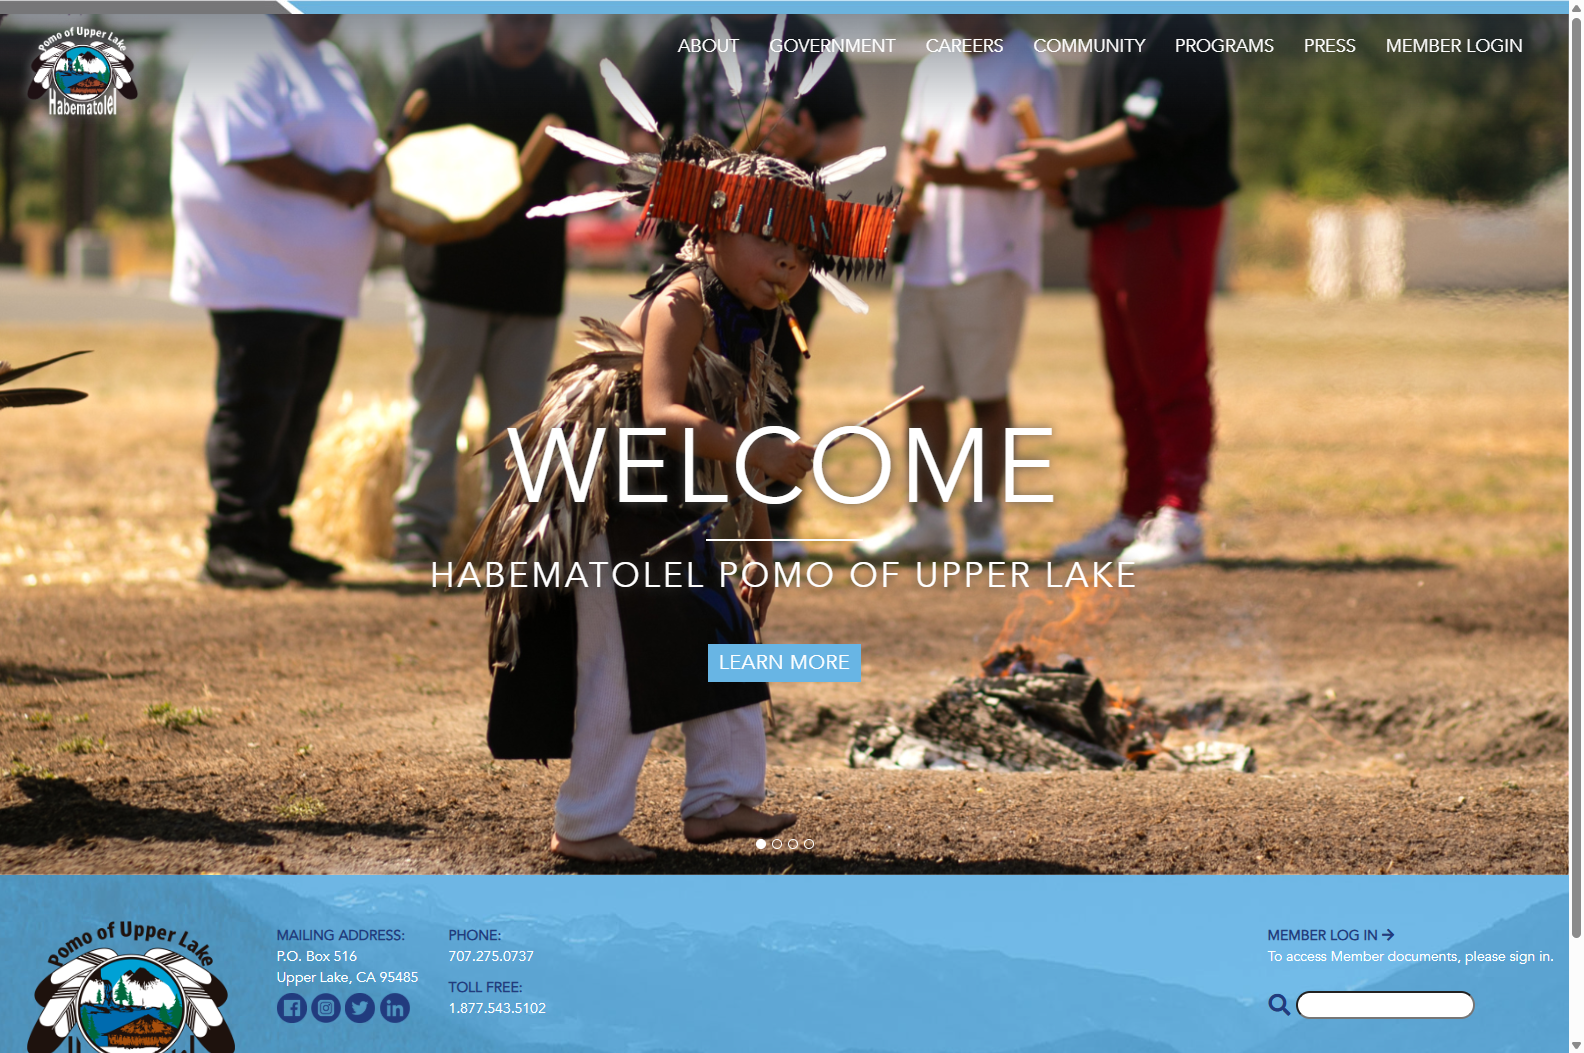 Pomo of Upper Lake
Habematolel
ABOUT GOVERNMENT CAREERS COMMUNITY PROGRAMS PRESS MEMBER LOGIN
WELCOME
HABEMATOLEL POMO OF UPPER LAKE
LEARN MORE
Pomo of Upper Lake
MAILING ADDRESS:
P.O. Box 516
Upper Lake, CA 95485
PHONE:
707.275.0737
TOLL FREE:
1.877.543.5102
MEMBER LOG IN →
To access Member documents, please sign in.